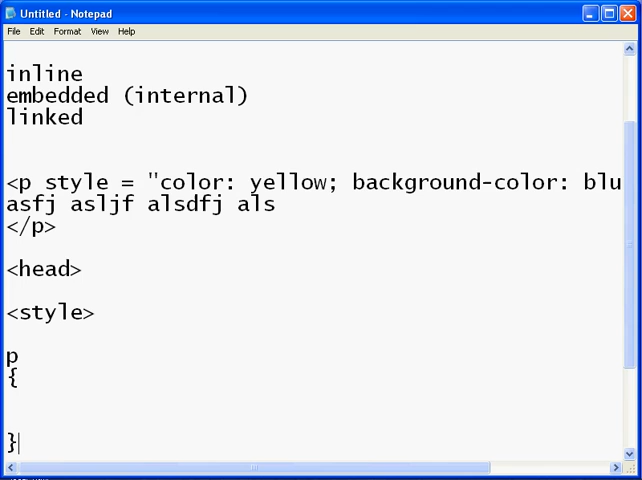 Untitled - Notepad
File Edit Format View Help
inline
embedded (internal)
linked
<p style = "color: yellow; background-color: blu
asfj asljf alsdfj als
</p>
<head>
<style>
p
{
}